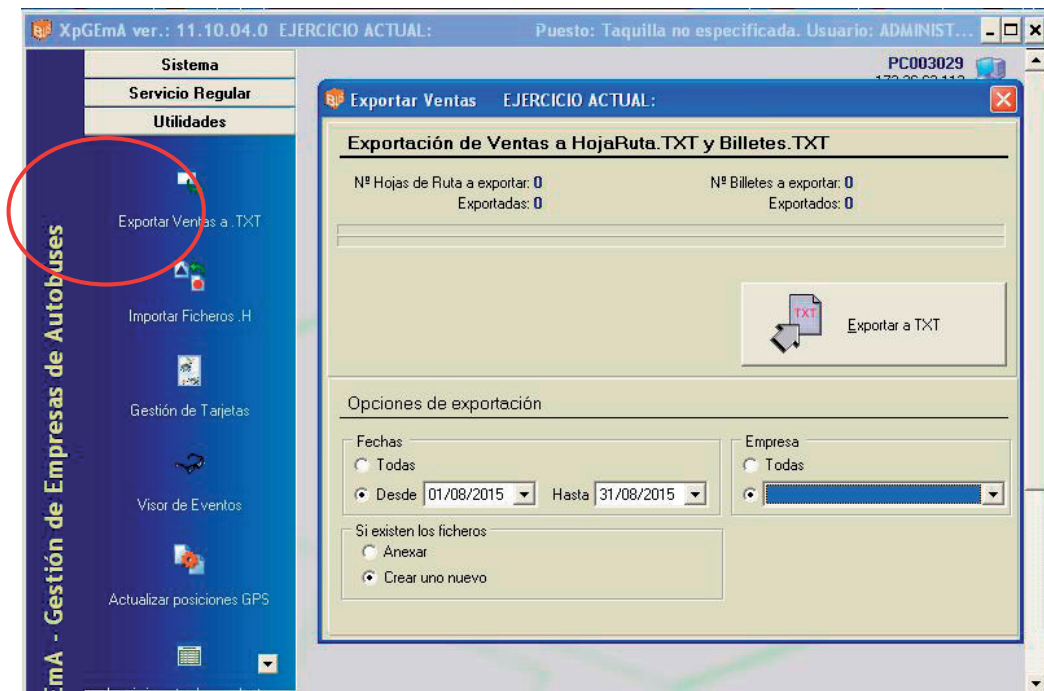 XpGEmA ver.: 11.10.04.0 EJERCICIO ACTUAL: Puesto: Taquilla no especificada. Usuario: ADMINIST...
Sistema
Servicio Regular
Utilidades
Exportar Ventas a .TXT
Importar Ficheros .H
Gestión de Tarjetas
Visor de Eventos
Actualizar posiciones GPS
EmA - Gestión de Empresas de Autobuses
PC003029
Exportar Ventas EJERCICIO ACTUAL:
Exportación de Ventas a HojaRuta.TXT y Billetes.TXT
Nº Hojas de Ruta a exportar: 0 Nº Billetes a exportar: 0
Exportadas: 0 Exportados: 0
TXT
Exportar a TXT
Opciones de exportación
Fechas
Todas
Desde 01/08/2015 Hasta 31/08/2015
Empresa
Todas
Si existen los ficheros
Anexar
Crear uno nuevo